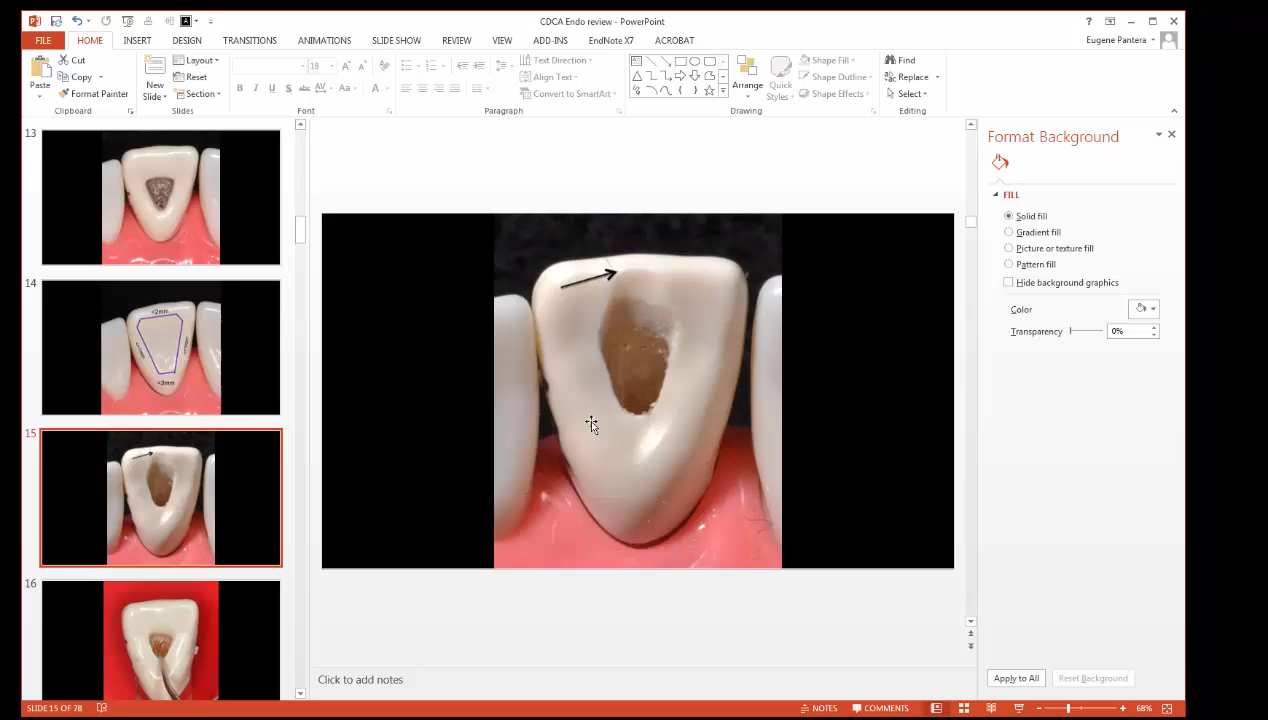 CDCA Endo review - PowerPoint
?
FILE HOME INSERT DESIGN TRANSITIONS ANIMATIONS SLIDE SHOW REVIEW VIEW ADD-INS EndNote X7 ACROBAT
Eugene Pantera
Paste
Cut
Copy
Format Painter
Clipboard
New
Slide
Layout
Reset
Section
Slides
18
B I U S abc AV Aa A
Font
Text Direction
Align Text
Convert to SmartArt
Paragraph
Arrange
Quick
Styles
Shape Fill
Shape Outline
Shape Effects
Drawing
Find
Replace
Select
Editing
13
14
<2mm
<3mm
15
16
Click to add notes
Format Background
FILL
Solid fill
Gradient fill
Picture or texture fill
Pattern fill
Hide background graphics
Color
Transparency 0%
Apply to All Reset Background
SLIDE 15 OF 78
NOTES COMMENTS 68%